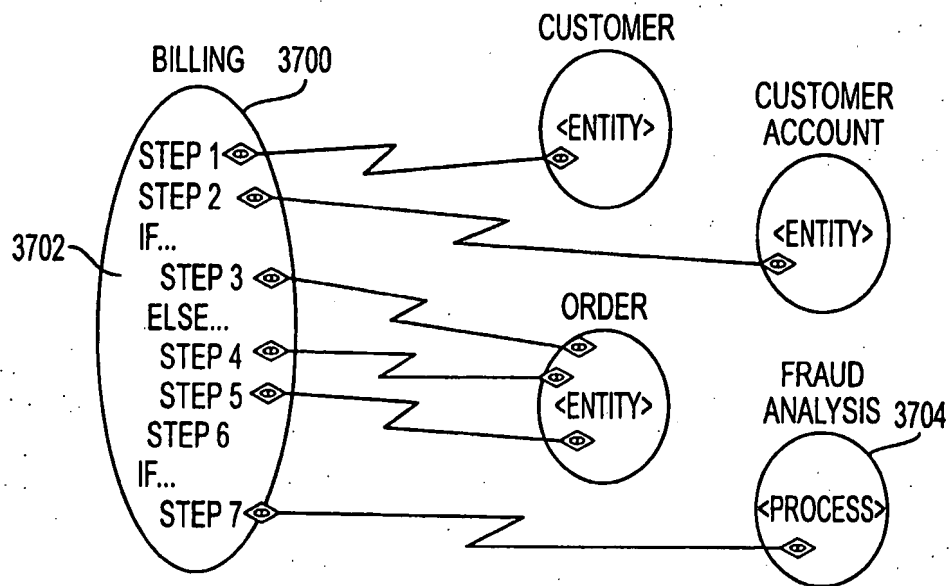 BILLING 3700
STEP 1
STEP 2
IF...
3702
STEP 3
ELSE...
STEP 4
STEP 5
STEP 6
IF...
STEP 7
CUSTOMER
<ENTITY>
CUSTOMER
ACCOUNT
<ENTITY>
ORDER
<ENTITY>
FRAUD
ANALYSIS 3704
<PROCESS>